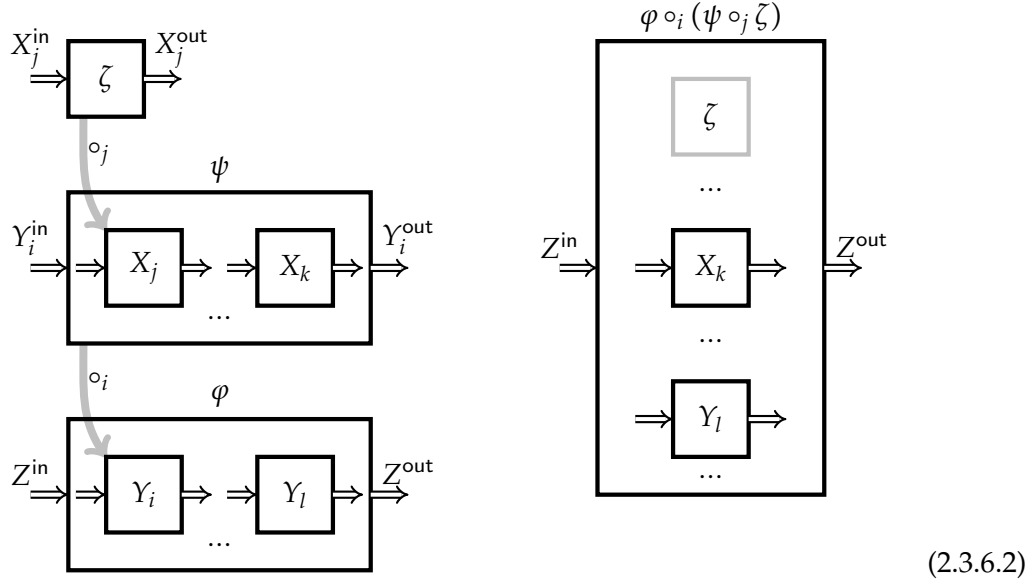 X_j^in X_j^out
ζ
∘_j
ψ
Y_i^in Y_i^out
X_j X_k
...
∘_i
φ
Z^in Z^out
Y_i Y_l
...
φ ∘_i (ψ ∘_j ζ)
ζ
...
Z^in Z^out
X_k
...
Y_l
...
(2.3.6.2)